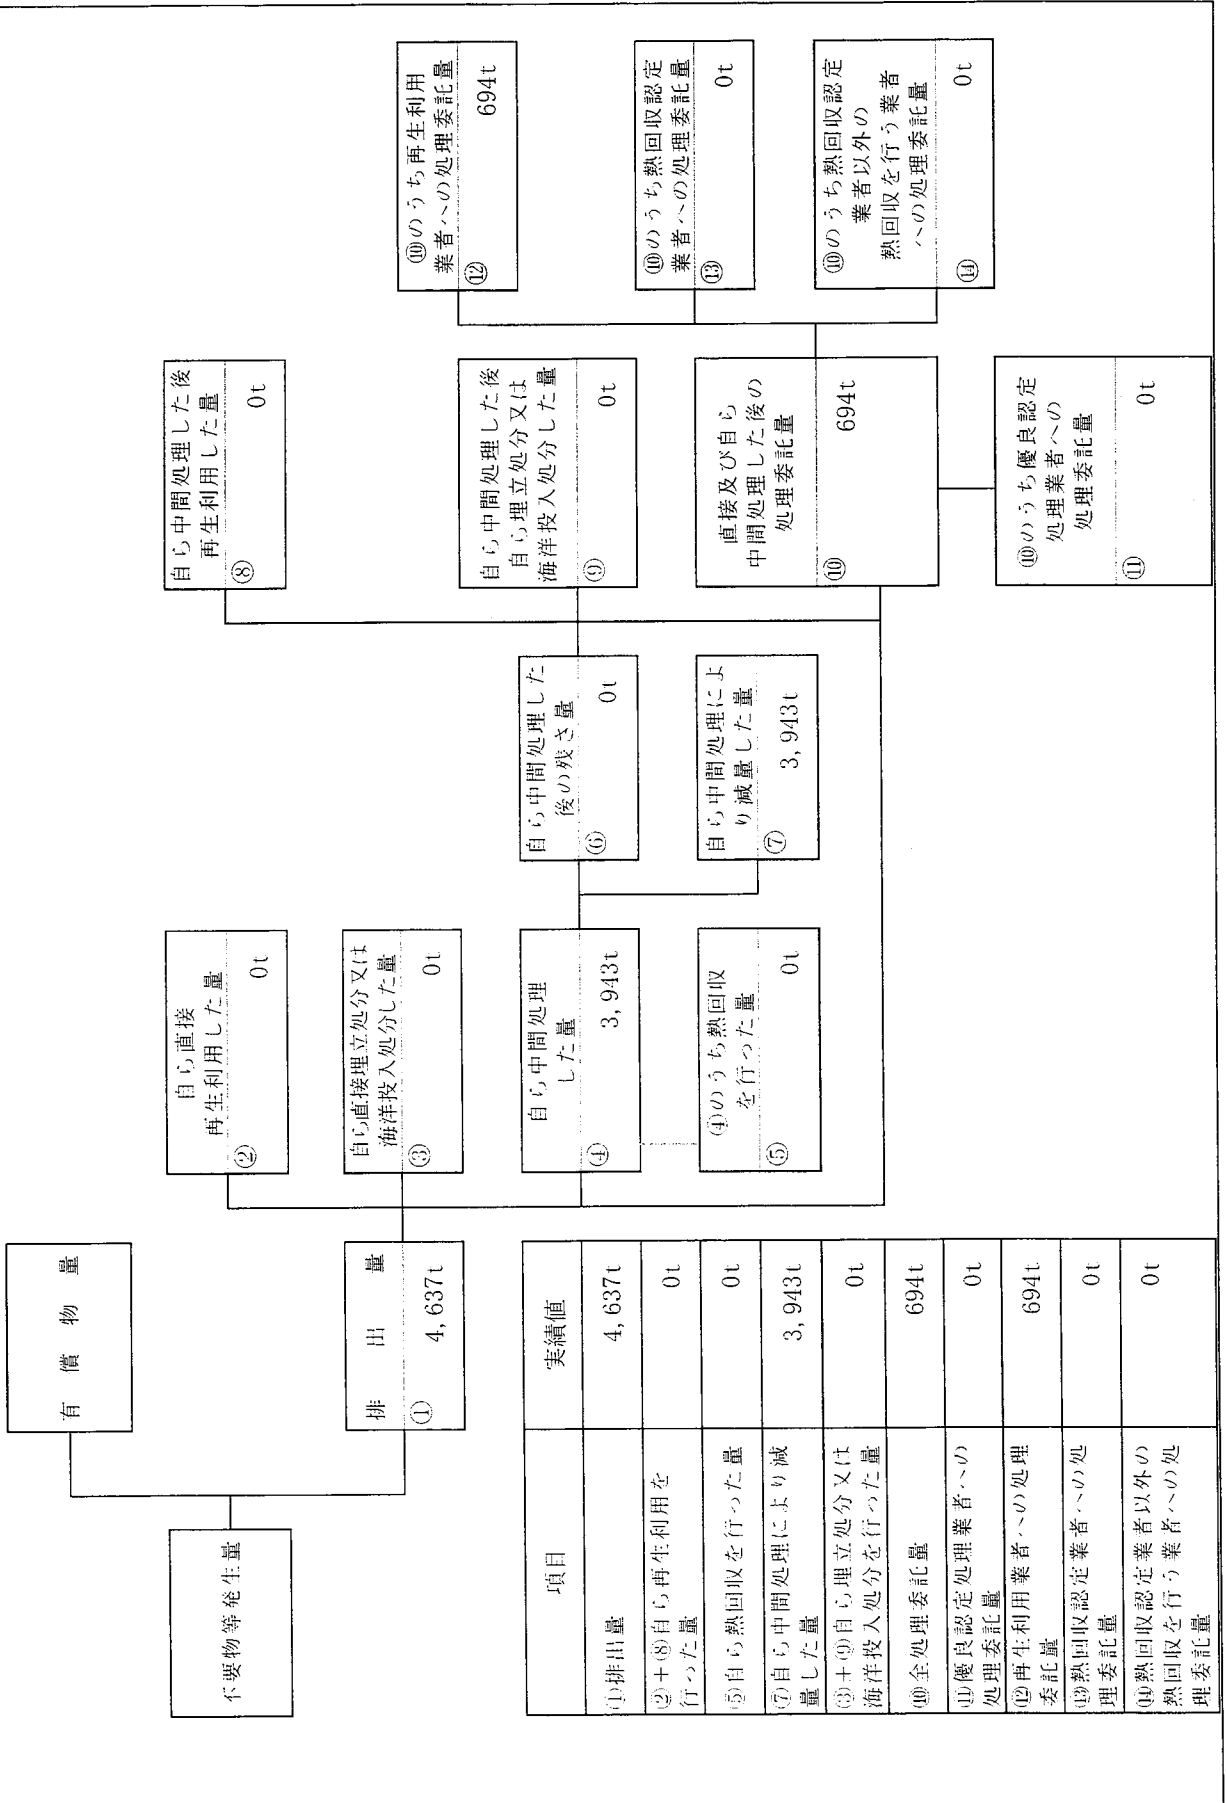 不要物等発生量
有償物量
排出量
① 4,637t
自ら直接
再生利用した量
② 0t
自ら直接埋立処分又は
海洋投入処分した量
③ 0t
自ら中間処理
した量
④ 3,943t
④のうち熱回収
を行った量
⑤ 0t
自ら中間処理した
後の残さ量
⑥ 0t
自ら中間処理によ
り減量した量
⑦ 3,943t
自ら中間処理した後
再生利用した量
⑧ 0t
自ら中間処理した後
自ら埋立処分又は
海洋投入処分した量
⑨ 0t
直接及び自ら
中間処理した後の
処理委託量
⑩ 694t
⑩のうち優良認定
処理業者への
処理委託量
⑪ 0t
⑩のうち再生利用
業者への処理委託量
⑫ 694t
⑩のうち熱回収認定
業者への処理委託量
⑬ 0t
⑩のうち熱回収認定
業者以外の
熱回収を行う業者
への処理委託量
⑭ 0t
項目 実績値
①排出量 4,637t
②+⑧自ら再生利用を
行った量 0t
⑤自ら熱回収を行った量 0t
⑦自ら中間処理により減
量した量 3,943t
③+⑨自ら埋立処分又は
海洋投入処分を行った量 0t
⑩全処理委託量 694t
⑪優良認定処理業者への
処理委託量 0t
⑫再生利用業者への処理
委託量 694t
⑬熱回収認定業者への処
理委託量 0t
⑭熱回収認定業者以外の
熱回収を行う業者への処
理委託量 0t